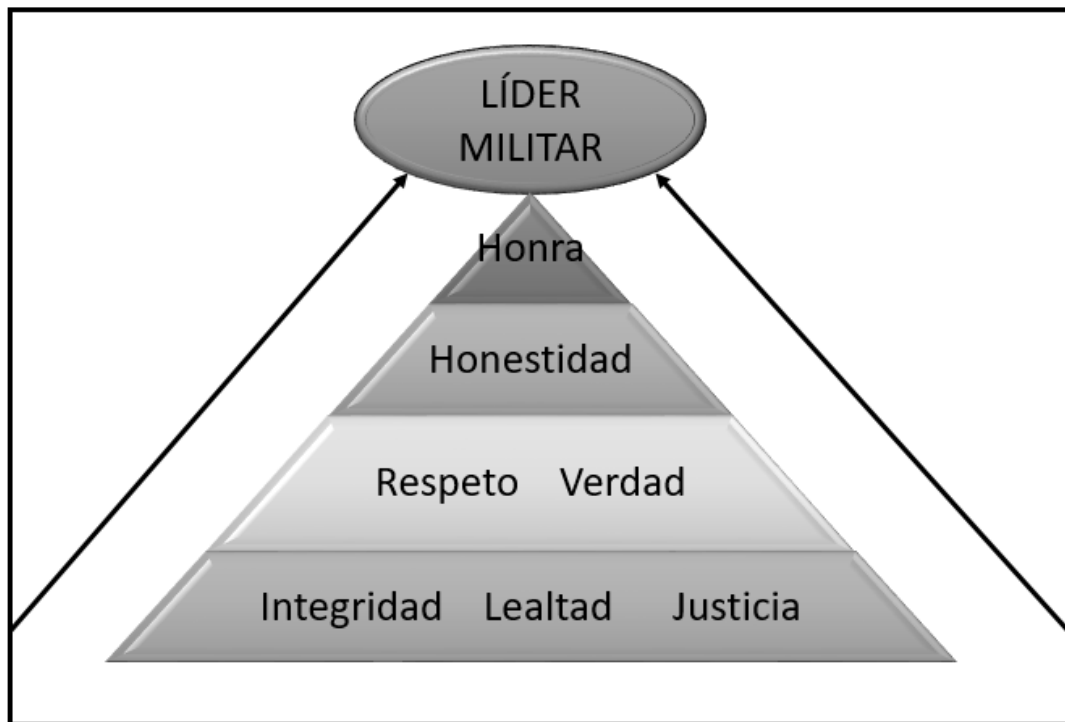 LÍDER
MILITAR
Honra
Honestidad
Respeto Verdad
Integridad Lealtad Justicia